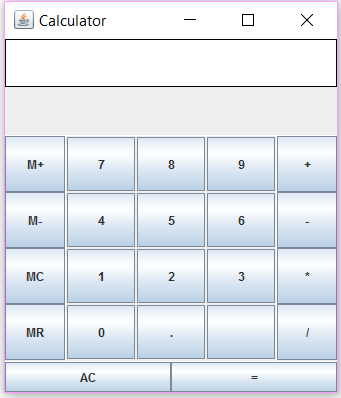 Calculator
M+ 7 8 9 +
M- 4 5 6 -
MC 1 2 3 *
MR 0 . /
AC =